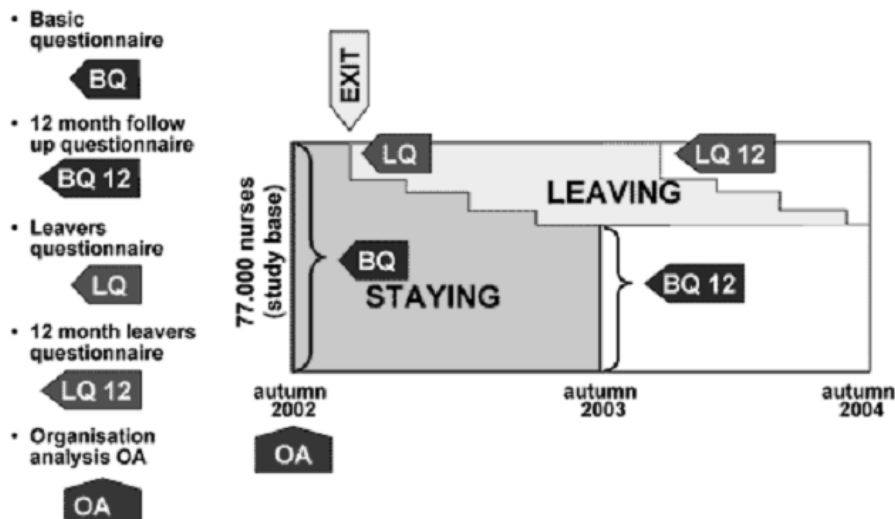 • Basic
questionnaire
BQ
• 12 month follow
up questionnaire
BQ 12
• Leavers
questionnaire
LQ
• 12 month leavers
questionnaire
LQ 12
• Organisation
analysis OA
OA
EXIT
LQ
LQ 12
LEAVING
77.000 nurses
(study base)
BQ
STAYING
BQ 12
autumn
2002
autumn
2003
autumn
2004
OA